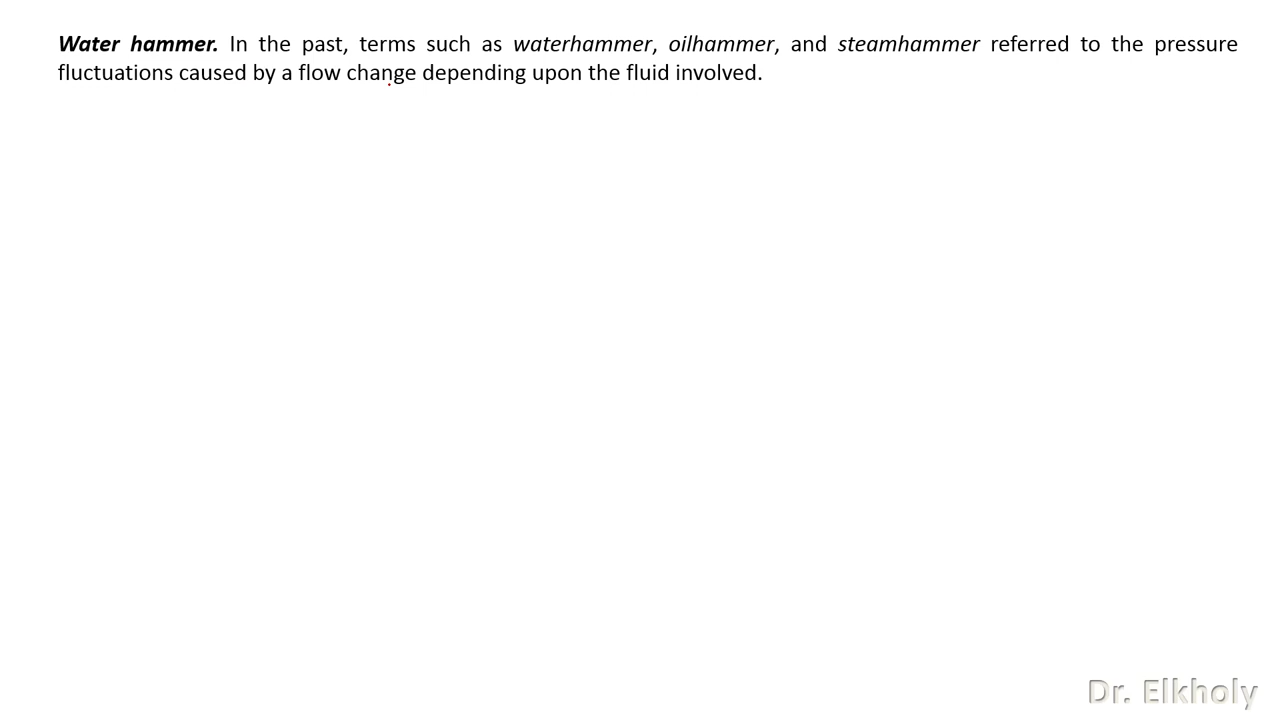 Water hammer. In the past, terms such as waterhammer, oilhammer, and steamhammer referred to the pressure
fluctuations caused by a flow change depending upon the fluid involved.
Dr. Elkholy